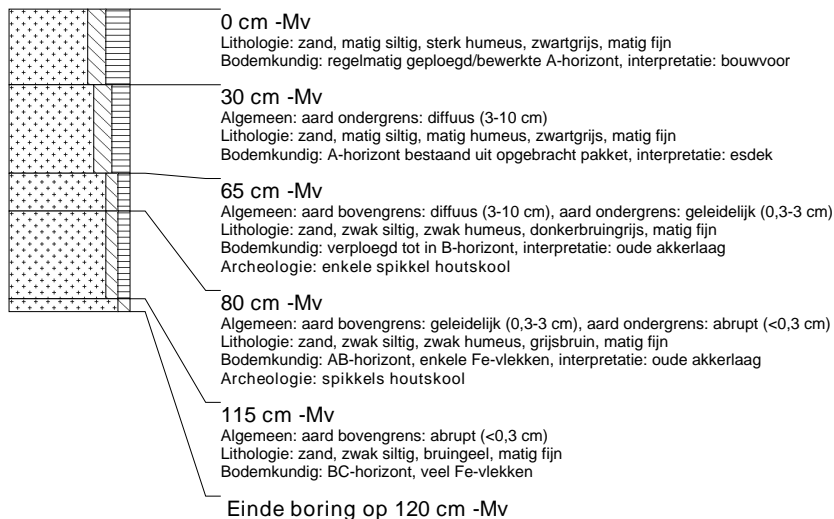 0 cm -Mv
Lithologie: zand, matig siltig, sterk humeus, zwartgrijs, matig fijn
Bodemkundig: regelmatig geploegd/bewerkte A-horizont, interpretatie: bouwvoor
30 cm -Mv
Algemeen: aard ondergrens: diffuus (3-10 cm)
Lithologie: zand, matig siltig, matig humeus, zwartgrijs, matig fijn
Bodemkundig: A-horizont bestaand uit opgebracht pakket, interpretatie: esdek
65 cm -Mv
Algemeen: aard bovengrens: diffuus (3-10 cm), aard ondergrens: geleidelijk (0,3-3 cm)
Lithologie: zand, zwak siltig, zwak humeus, donkerbruingrijs, matig fijn
Bodemkundig: verploegd tot in B-horizont, interpretatie: oude akkerlaag
Archeologie: enkele spikkel houtskool
80 cm -Mv
Algemeen: aard bovengrens: geleidelijk (0,3-3 cm), aard ondergrens: abrupt (<0,3 cm)
Lithologie: zand, zwak siltig, zwak humeus, grijsbruin, matig fijn
Bodemkundig: AB-horizont, enkele Fe-vlekken, interpretatie: oude akkerlaag
Archeologie: spikkels houtskool
115 cm -Mv
Algemeen: aard bovengrens: abrupt (<0,3 cm)
Lithologie: zand, zwak siltig, bruingeel, matig fijn
Bodemkundig: BC-horizont, veel Fe-vlekken
Einde boring op 120 cm -Mv